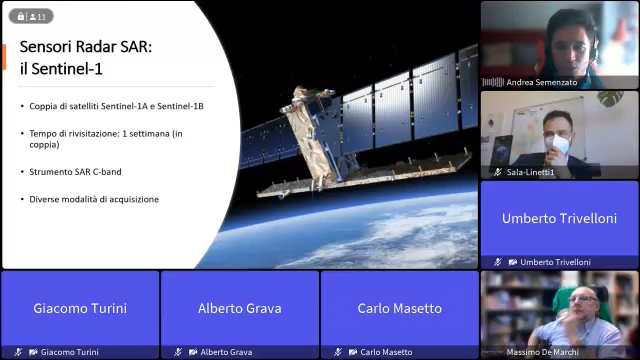 11
Sensori Radar SAR:
il Sentinel-1
• Coppia di satelliti Sentinel-1A e Sentinel-1B
• Tempo di rivisitazione: 1 settimana (in
coppia)
• Strumento SAR C-band
• Diverse modalità di acquisizione
Andrea Semenzato
Sala-Linetti1
Umberto Trivelloni
Umberto Trivelloni
Giacomo Turini
Alberto Grava
Carlo Masetto
Giacomo Turini
Alberto Grava
Carlo Masetto
Massimo De Marchi